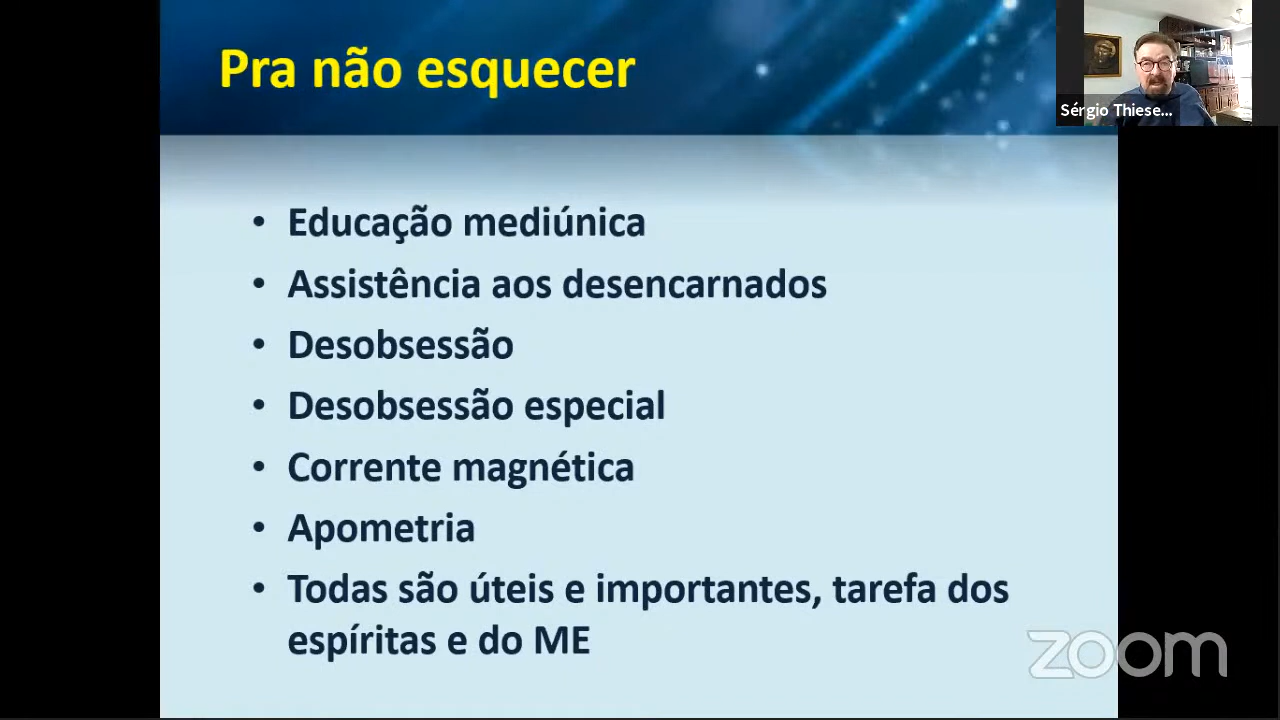 Pra não esquecer
Sérgio Thiese...
• Educação mediúnica
• Assistência aos desencarnados
• Desobsessão
• Desobsessão especial
• Corrente magnética
• Apometria
• Todas são úteis e importantes, tarefa dos
espíritas e do ME
zoom